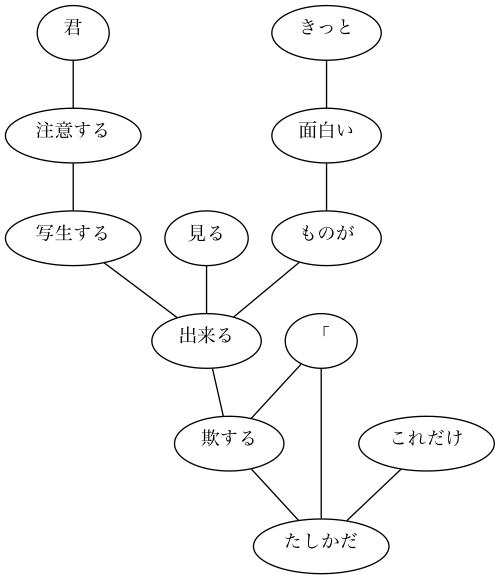 君
きっと
注意する
面白い
写生する
見る
ものが
出来る
「
欺する
これだけ
たしかだ